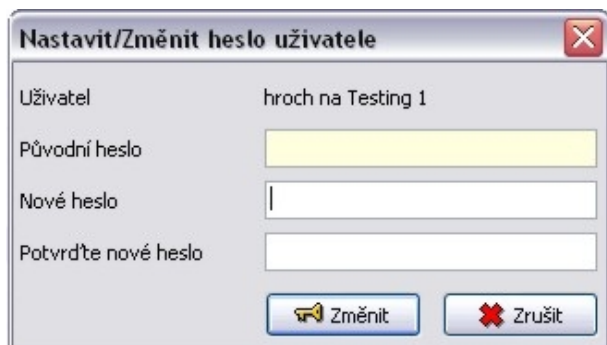 Nastavit/Změnit heslo uživatele
Uživatel hroch na Testing 1
Původní heslo
Nové heslo
Potvrďte nové heslo
Změnit Zrušit